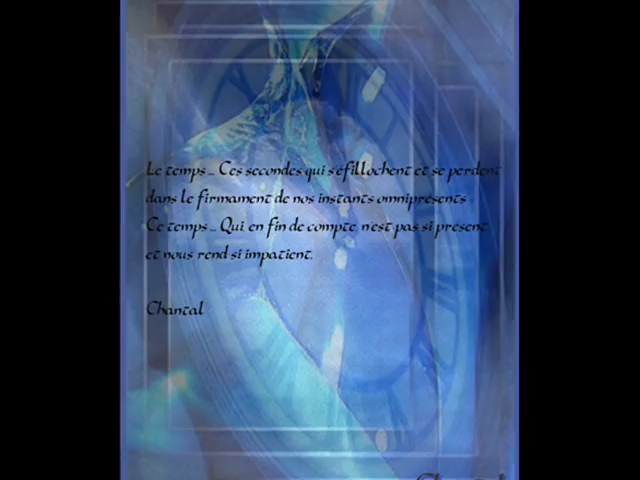 Le temps... Ces secondes qui s'éfillochent et se perdent
dans le firmament de nos instants omniprésents
Ce temps... Qui, en fin de compte, n'est pas si présent
et nous rend si impatient.
Chantal